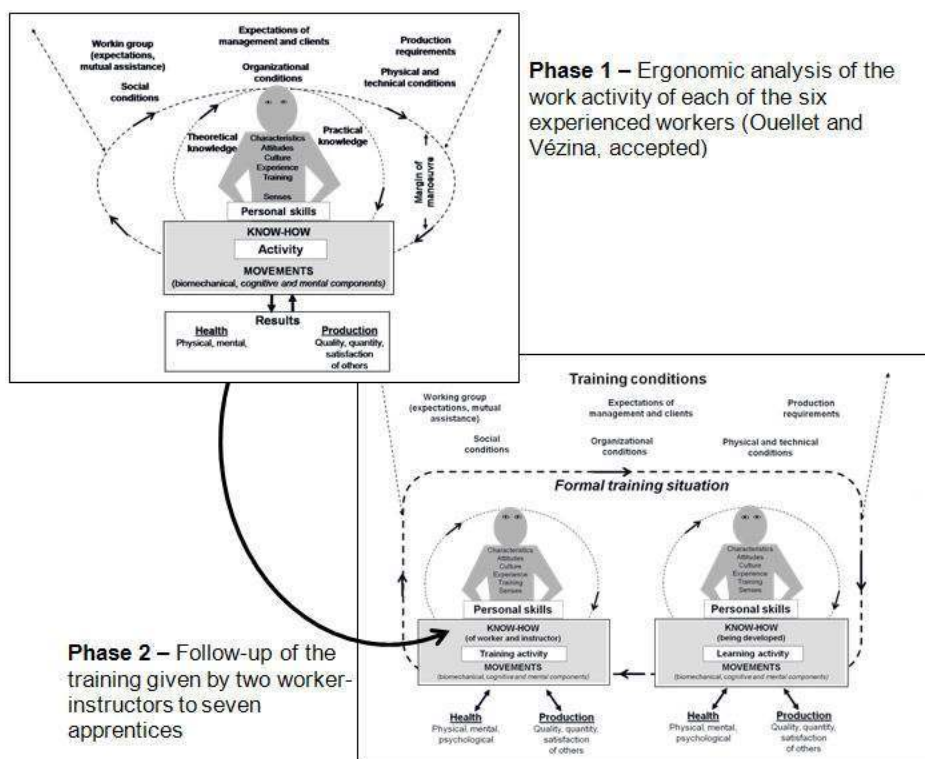 Workin group
(expectations,
mutual assistance)
Social
conditions
Expectations of
management and clients
Organizational
conditions
Production
requirements
Physical and
technical conditions
Theoretical
knowledge
Practical
knowledge
Characteristics
Attitudes
Culture
Experience
Training
Senses
Margin of
manoeuvre
Personal skills
KNOW-HOW
Activity
MOVEMENTS
(biomechanical, cognitive and mental components)
Results
Health
Physical, mental,
Production
Quality, quantity,
satisfaction
of others
Phase 1 – Ergonomic analysis of the
work activity of each of the six
experienced workers (Ouellet and
Vézina, accepted)
Training conditions
Working group
(expectations, mutual
assistance)
Social
conditions
Expectations of
management and clients
Organizational
conditions
Production
requirements
Physical and technical
conditions
Formal training situation
Characteristics
Attitudes
Culture
Experience
Training
Senses
Personal skills
KNOW-HOW
(of worker and instructor)
Training activity
MOVEMENTS
(biomechanical, cognitive and mental components)
Health
Physical, mental,
psychological
Production
Quality, quantity,
satisfaction
of others
Characteristics
Attitudes
Culture
Experience
Training
Senses
Personal skills
KNOW-HOW
(being developed)
Learning activity
MOVEMENTS
(biomechanical, cognitive and mental components)
Health
Physical, mental,
psychological
Production
Quality, quantity,
satisfaction
of others
Phase 2 – Follow-up of the
training given by two worker-
instructors to seven
apprentices